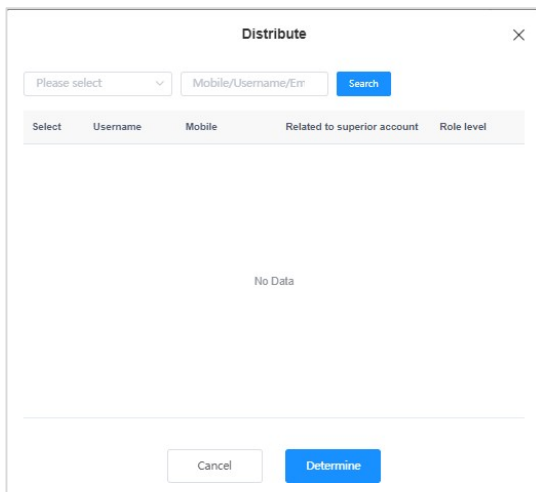 Distribute
Please select Mobile/Username/Em Search
Select Username Mobile Related to superior account Role level
No Data
Cancel Determine